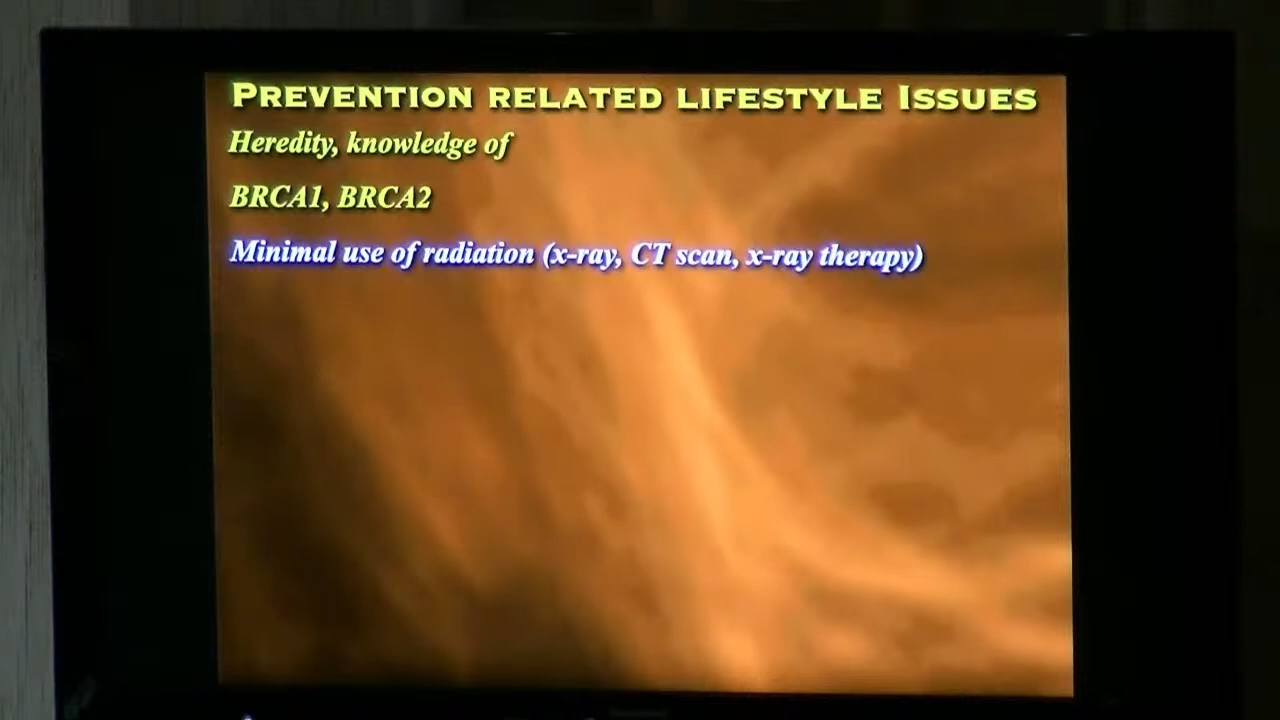 Prevention related lifestyle Issues
Heredity, knowledge of
BRCA1, BRCA2
Minimal use of radiation (x-ray, CT scan, x-ray therapy)